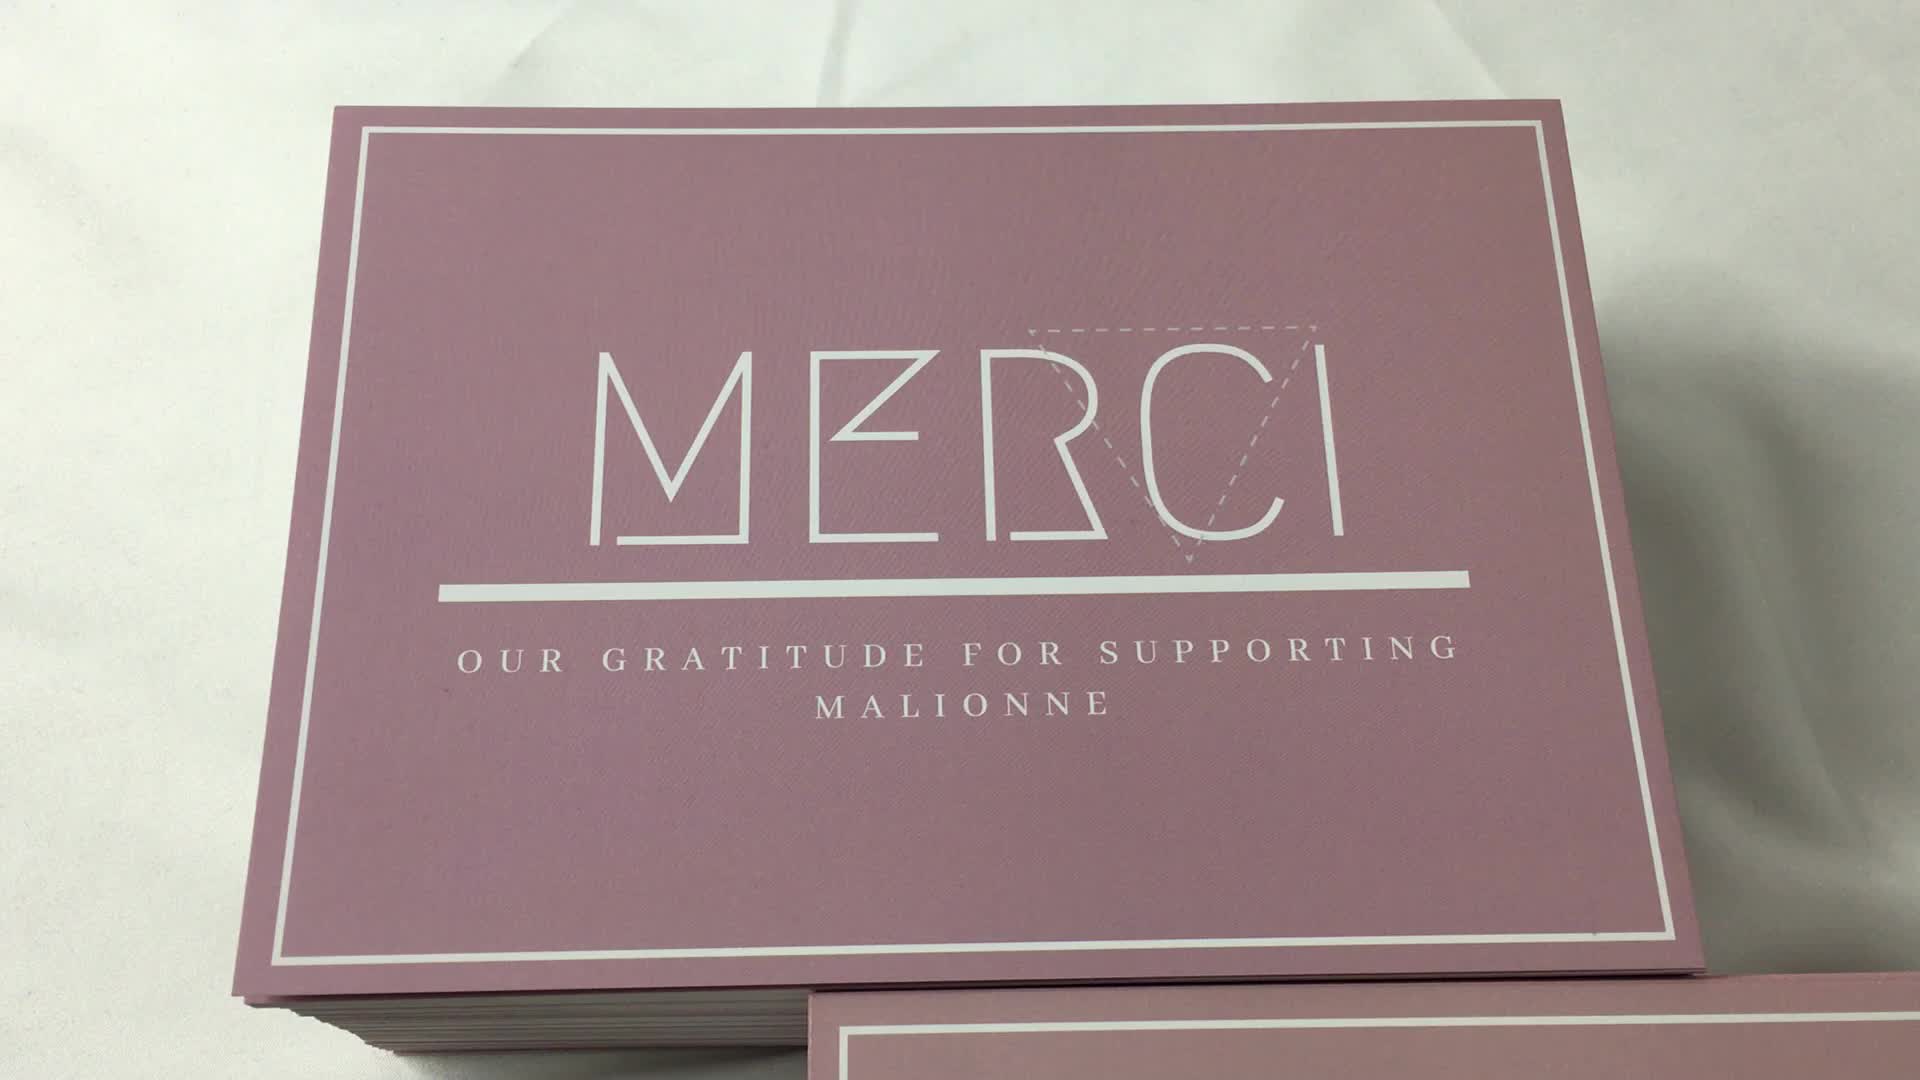 MERCI
OUR GRATITUDE FOR SUPPORTING
MALIONNE